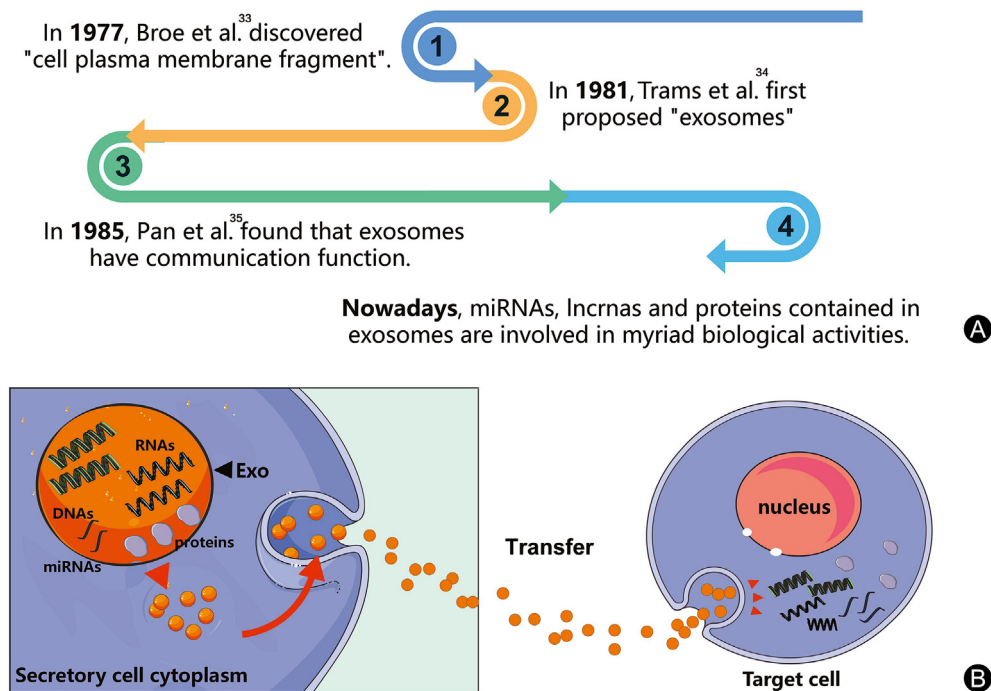 In 1977, Broe et al.33 discovered
"cell plasma membrane fragment".
1
2
In 1981, Trams et al.34 first
proposed "exosomes"
3
In 1985, Pan et al.35 found that exosomes
have communication function.
4
Nowadays, miRNAs, lncrnas and proteins contained in
exosomes are involved in myriad biological activities.
A
RNAs
Exo
DNAs
proteins
miRNAs
Secretory cell cytoplasm
Transfer
nucleus
Target cell
B